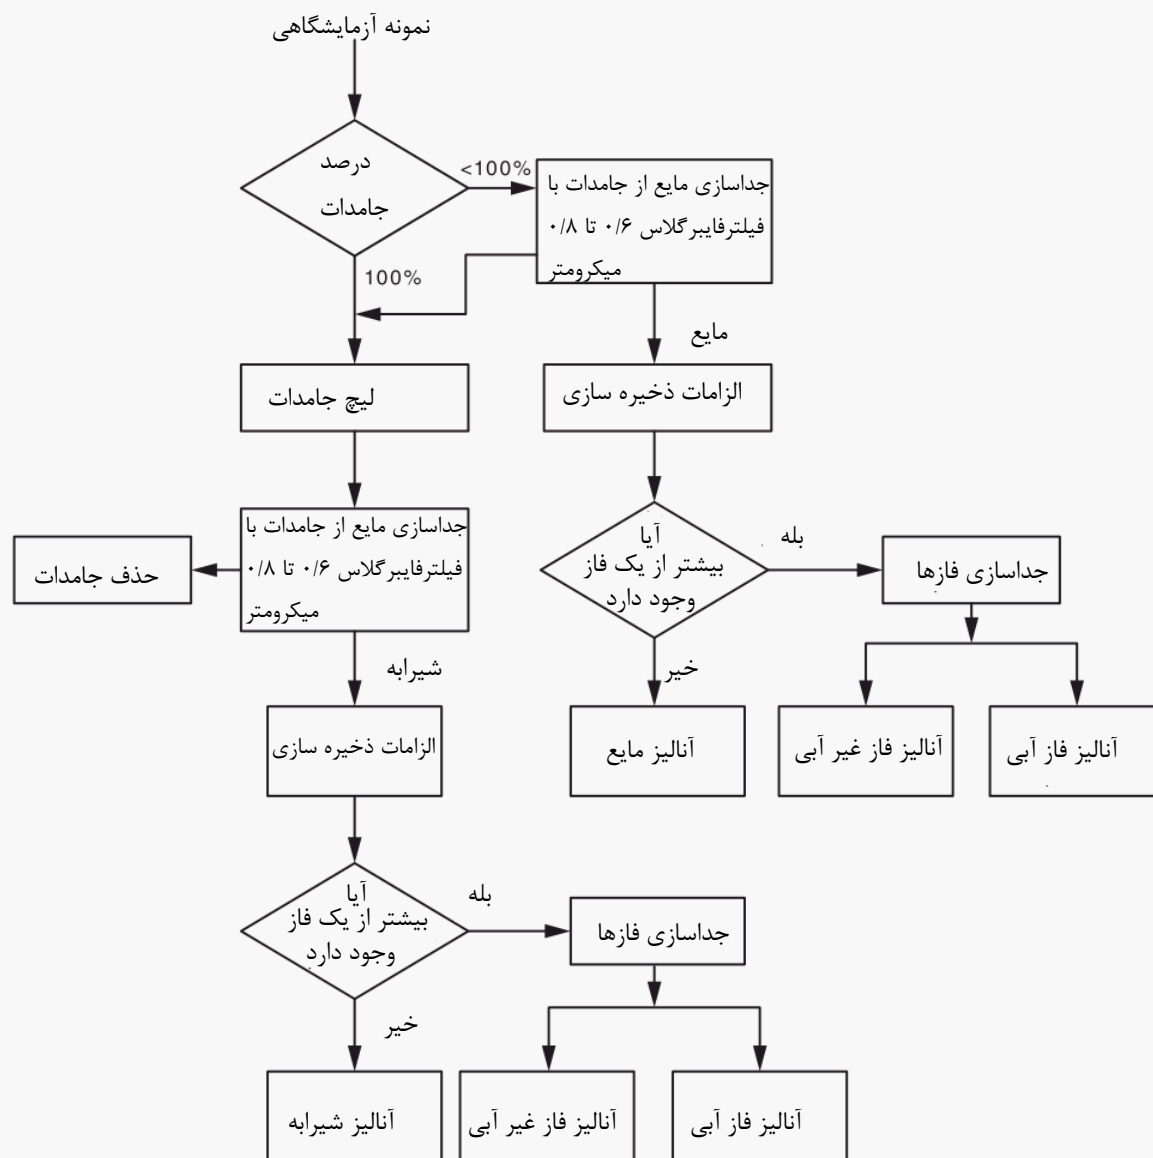 نمونه آزمایشگاهی
درصد
جامدات
<100%
جداسازی مایع از جامدات با
فیلترفایبرگلاس ۰/۶ تا ۰/۸
میکرومتر
100%
مایع
لیچ جامدات
الزامات ذخیره سازی
جداسازی مایع از جامدات با
فیلترفایبرگلاس ۰/۶ تا ۰/۸
میکرومتر
حذف جامدات
آیا
بیشتر از یک فاز
وجود دارد
بله
جداسازی فازها
شیرابه
خیر
الزامات ذخیره سازی
آنالیز مایع
آنالیز فاز غیر آبی
آنالیز فاز آبی
آیا
بیشتر از یک فاز
وجود دارد
بله
جداسازی فازها
خیر
آنالیز شیرابه
آنالیز فاز غیر آبی
آنالیز فاز آبی